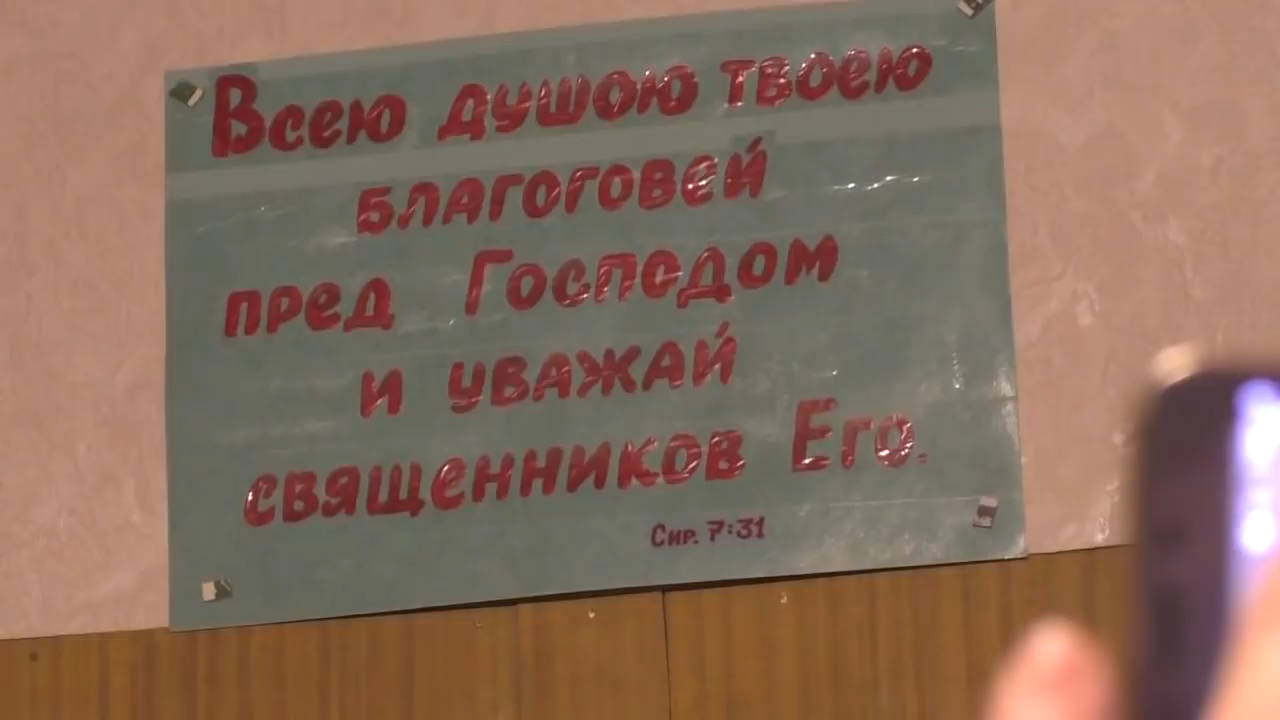 Всею душою твоею
благоговей
пред Господом
и уважай
священников Его.
Сир. 7:31